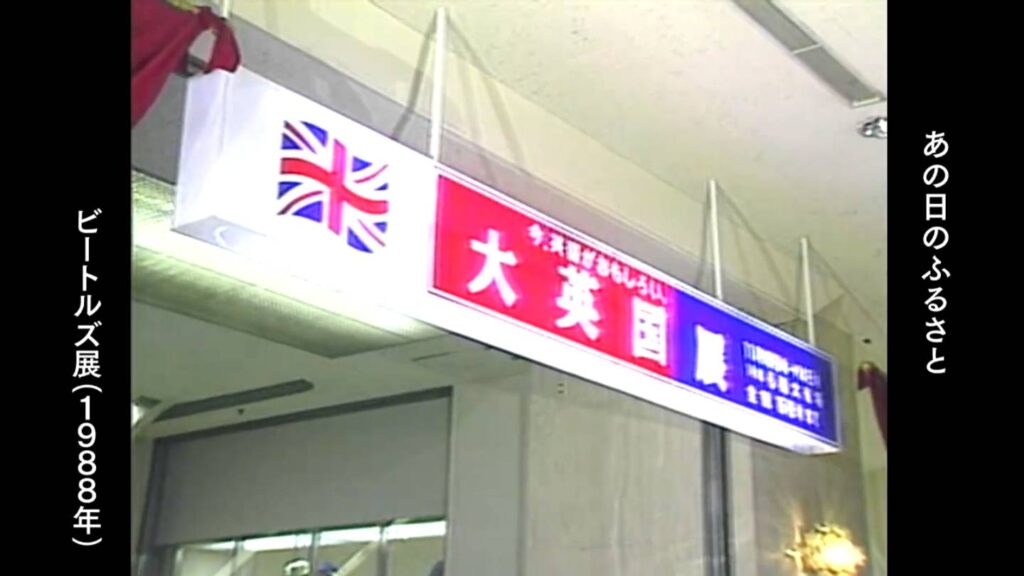 あの日のふるさと
ビートルズ展(1988年)
今、英国がおもしろい。
大英国展